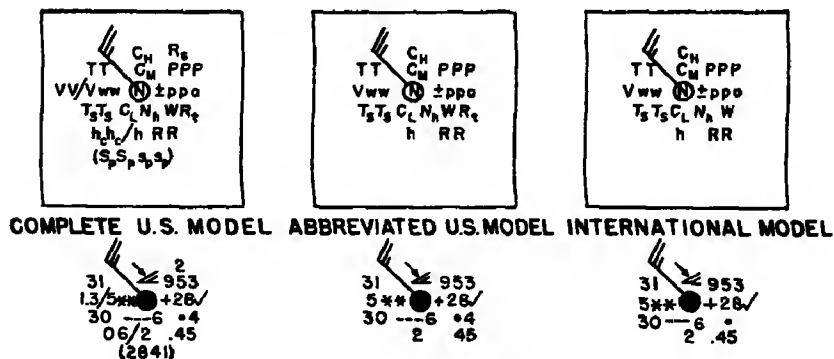 C_H R_s
TT C_M PPP
VV/Vww N ±ppa
T_sT_s C_L N_h WR_t
h_ch_c/h RR
(S_pS_ps_ps_p)
C_H
TT C_M PPP
Vww N ±ppa
T_sT_s C_L N_h WR_t
h RR
C_H
TT C_M PPP
Vww N ±ppa
T_sT_s C_L N_h W
h RR
COMPLETE U.S. MODEL ABBREVIATED U.S. MODEL INTERNATIONAL MODEL
2
31 953
1.3/5** +28✓
30 6 •4
06/2 .45
(2841)
31 953
5** +28✓
30 6 •4
2 45
31 953
5** +28✓
30 6 •
2 .45